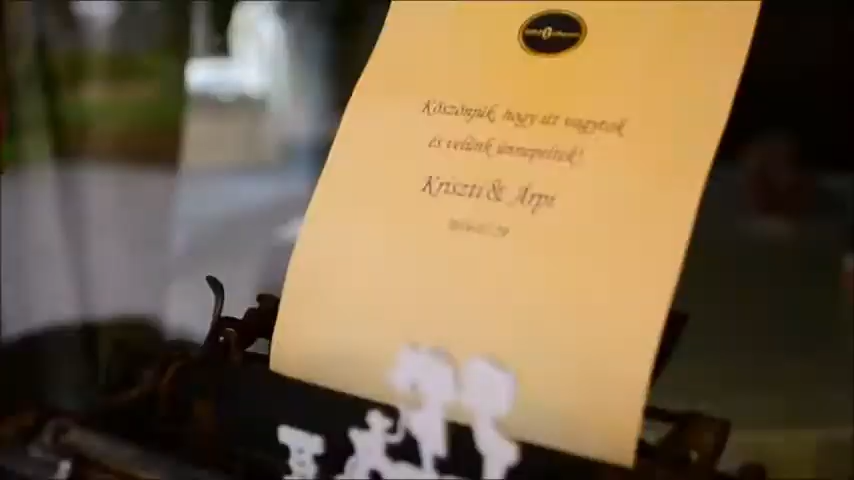 Köszönjük, hogy itt vagytok
és velünk ünnepeltek!
Kriszti & Árpi